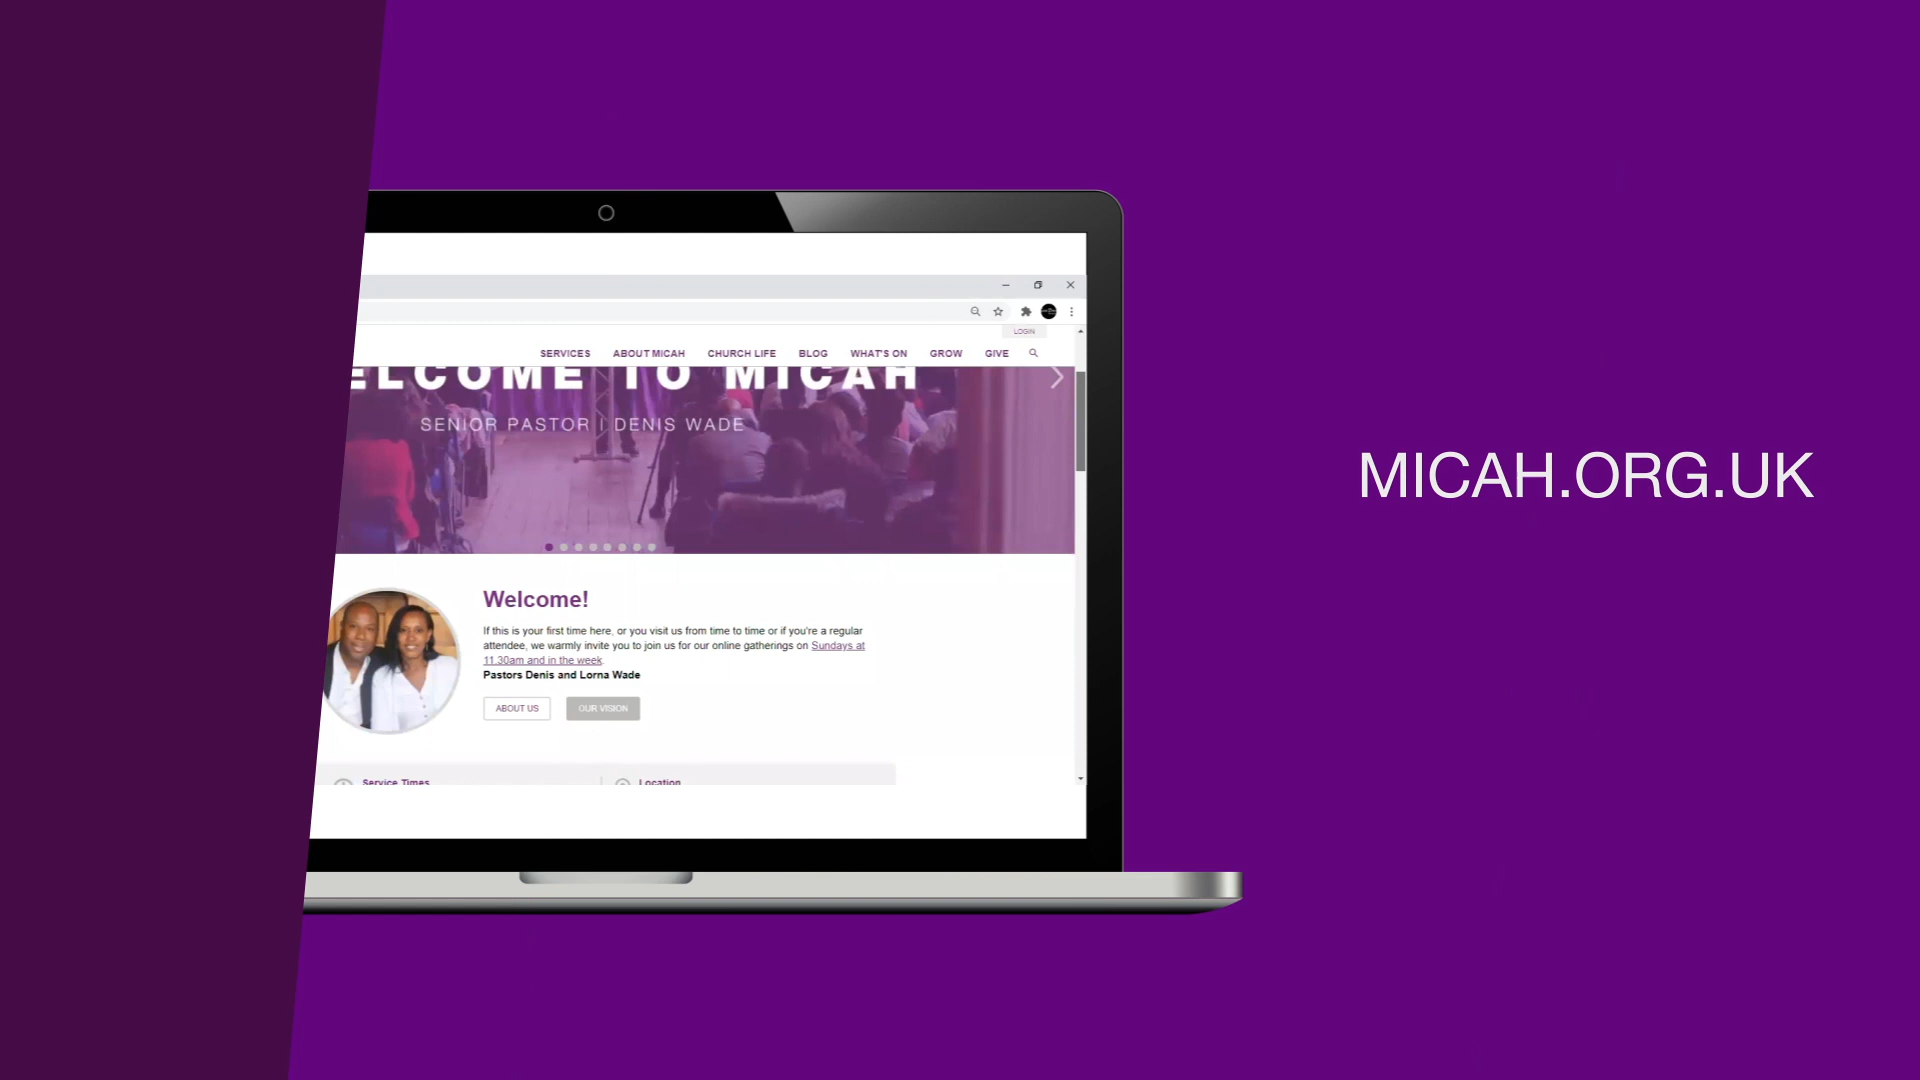 LOGIN
SERVICES ABOUT MICAH CHURCH LIFE BLOG WHAT'S ON GROW GIVE
ELCOME TO MICAH
SENIOR PASTOR | DENIS WADE
MICAH.ORG.UK
Welcome!
If this is your first time here, or you visit us from time to time or if you're a regular
attendee, we warmly invite you to join us for our online gatherings on Sundays at
11.30am and in the week.
Pastors Denis and Lorna Wade
ABOUT US OUR VISION
Service Times Location